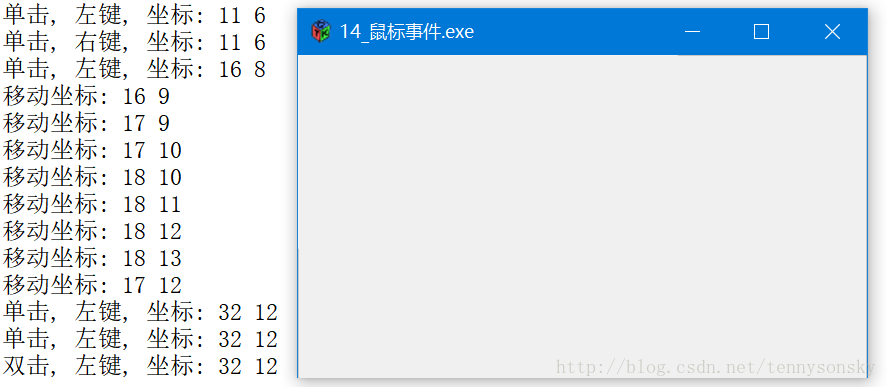 单击, 左键, 坐标: 11 6
单击, 右键, 坐标: 11 6
单击, 左键, 坐标: 16 8
移动坐标: 16 9
移动坐标: 17 9
移动坐标: 17 10
移动坐标: 18 10
移动坐标: 18 11
移动坐标: 18 12
移动坐标: 18 13
移动坐标: 17 12
单击, 左键, 坐标: 32 12
单击, 左键, 坐标: 32 12
双击, 左键, 坐标: 32 12
14_鼠标事件.exe
http://blog.csdn.net/tennysonsky